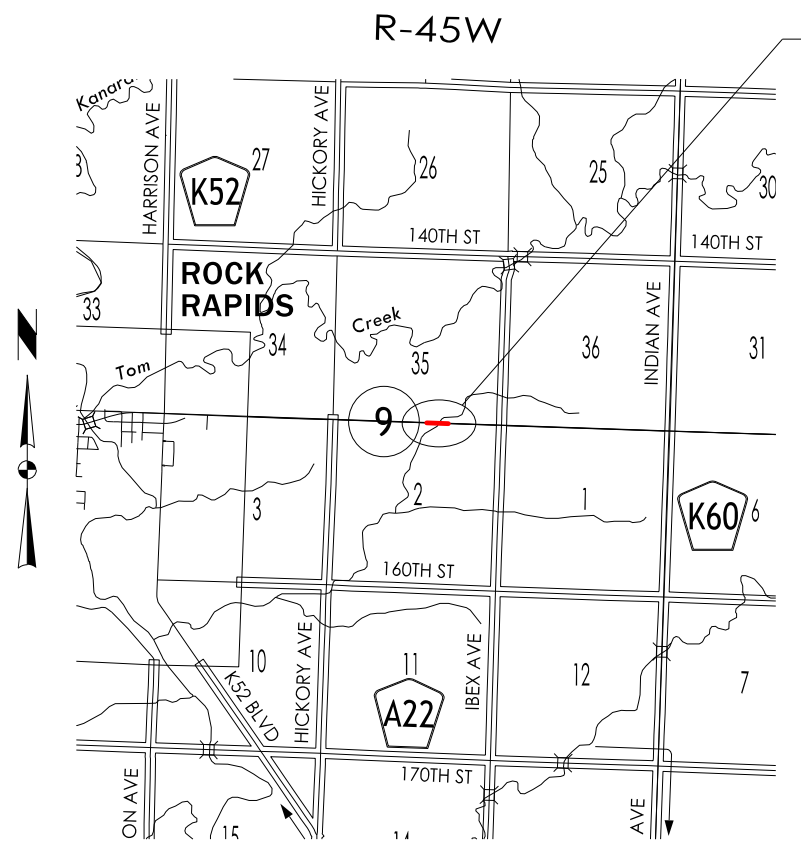 R-45W
Kanara
HARRISON AVE
HICKORY AVE
27
26
25
30
K52
140TH ST
140TH ST
ROCK
RAPIDS
33
34
Creek
35
36
31
INDIAN AVE
Tom
N
9
3
2
1
K60
6
160TH ST
10
HICKORY AVE
11
IBEX AVE
12
7
K52 BLVD
A22
170TH ST
ON AVE
AVE
15
14